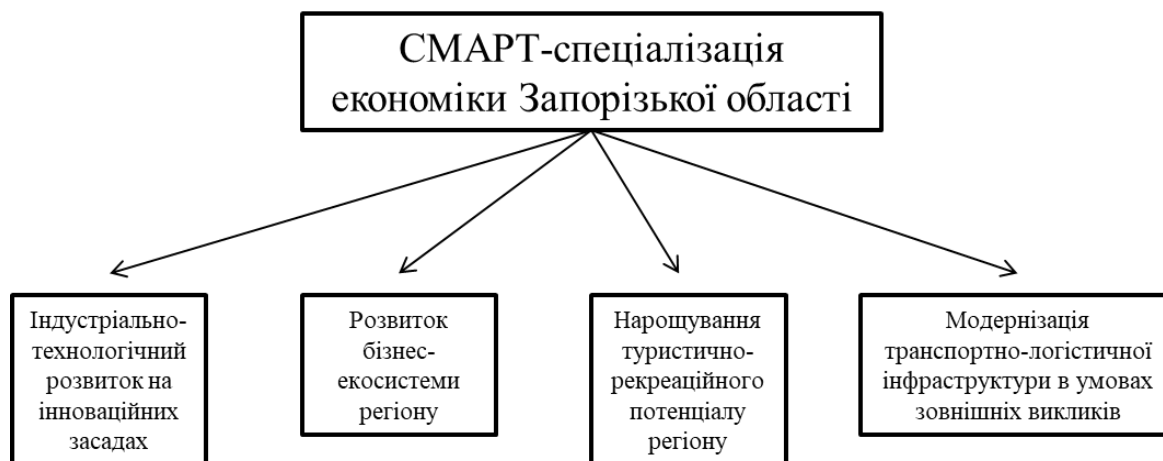 СМАРТ-спеціалізація
економіки Запорізької області
Індустріально-
технологічний
розвиток на
інноваційних
засадах
Розвиток
бізнес-
екосистеми
регіону
Нарощування
туристично-
рекреаційного
потенціалу
регіону
Модернізація
транспортно-логістичної
інфраструктури в умовах
зовнішніх викликів